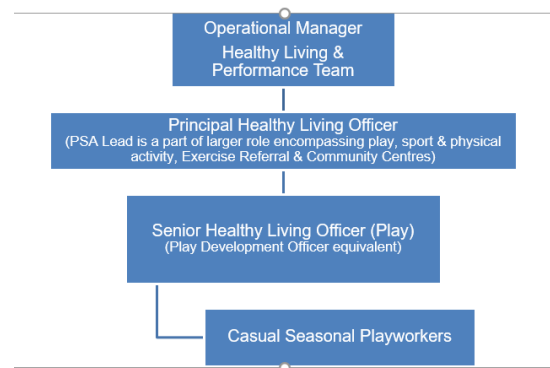 Operational Manager
Healthy Living &
Performance Team
Principal Healthy Living Officer
(PSA Lead is a part of larger role encompassing play, sport & physical
activity, Exercise Referral & Community Centres)
Senior Healthy Living Officer (Play)
(Play Development Officer equivalent)
Casual Seasonal Playworkers